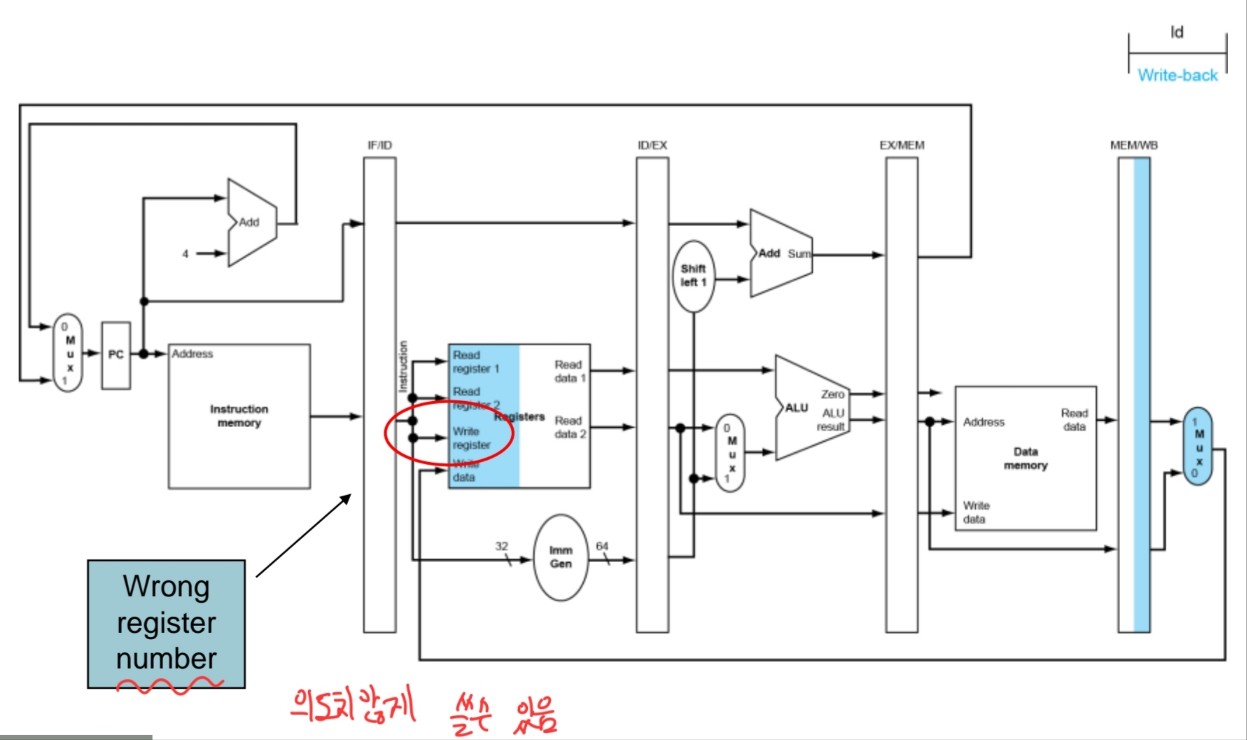 ld
Write-back
IF/ID
ID/EX
EX/MEM
MEM/WB
Add
4
Add Sum
Shift
left 1
0
M
u
x
1
PC
Address
Instruction
memory
Instruction
Read
register 1
Read
register 2
Write
register
Write
data
Registers
Read
data 1
Read
data 2
32
Imm
Gen
64
0
M
u
x
1
ALU
Zero
ALU
result
Address
Read
data
Data
memory
Write
data
1
M
u
x
0
Wrong
register
number
의도치않게 쓸수 있음